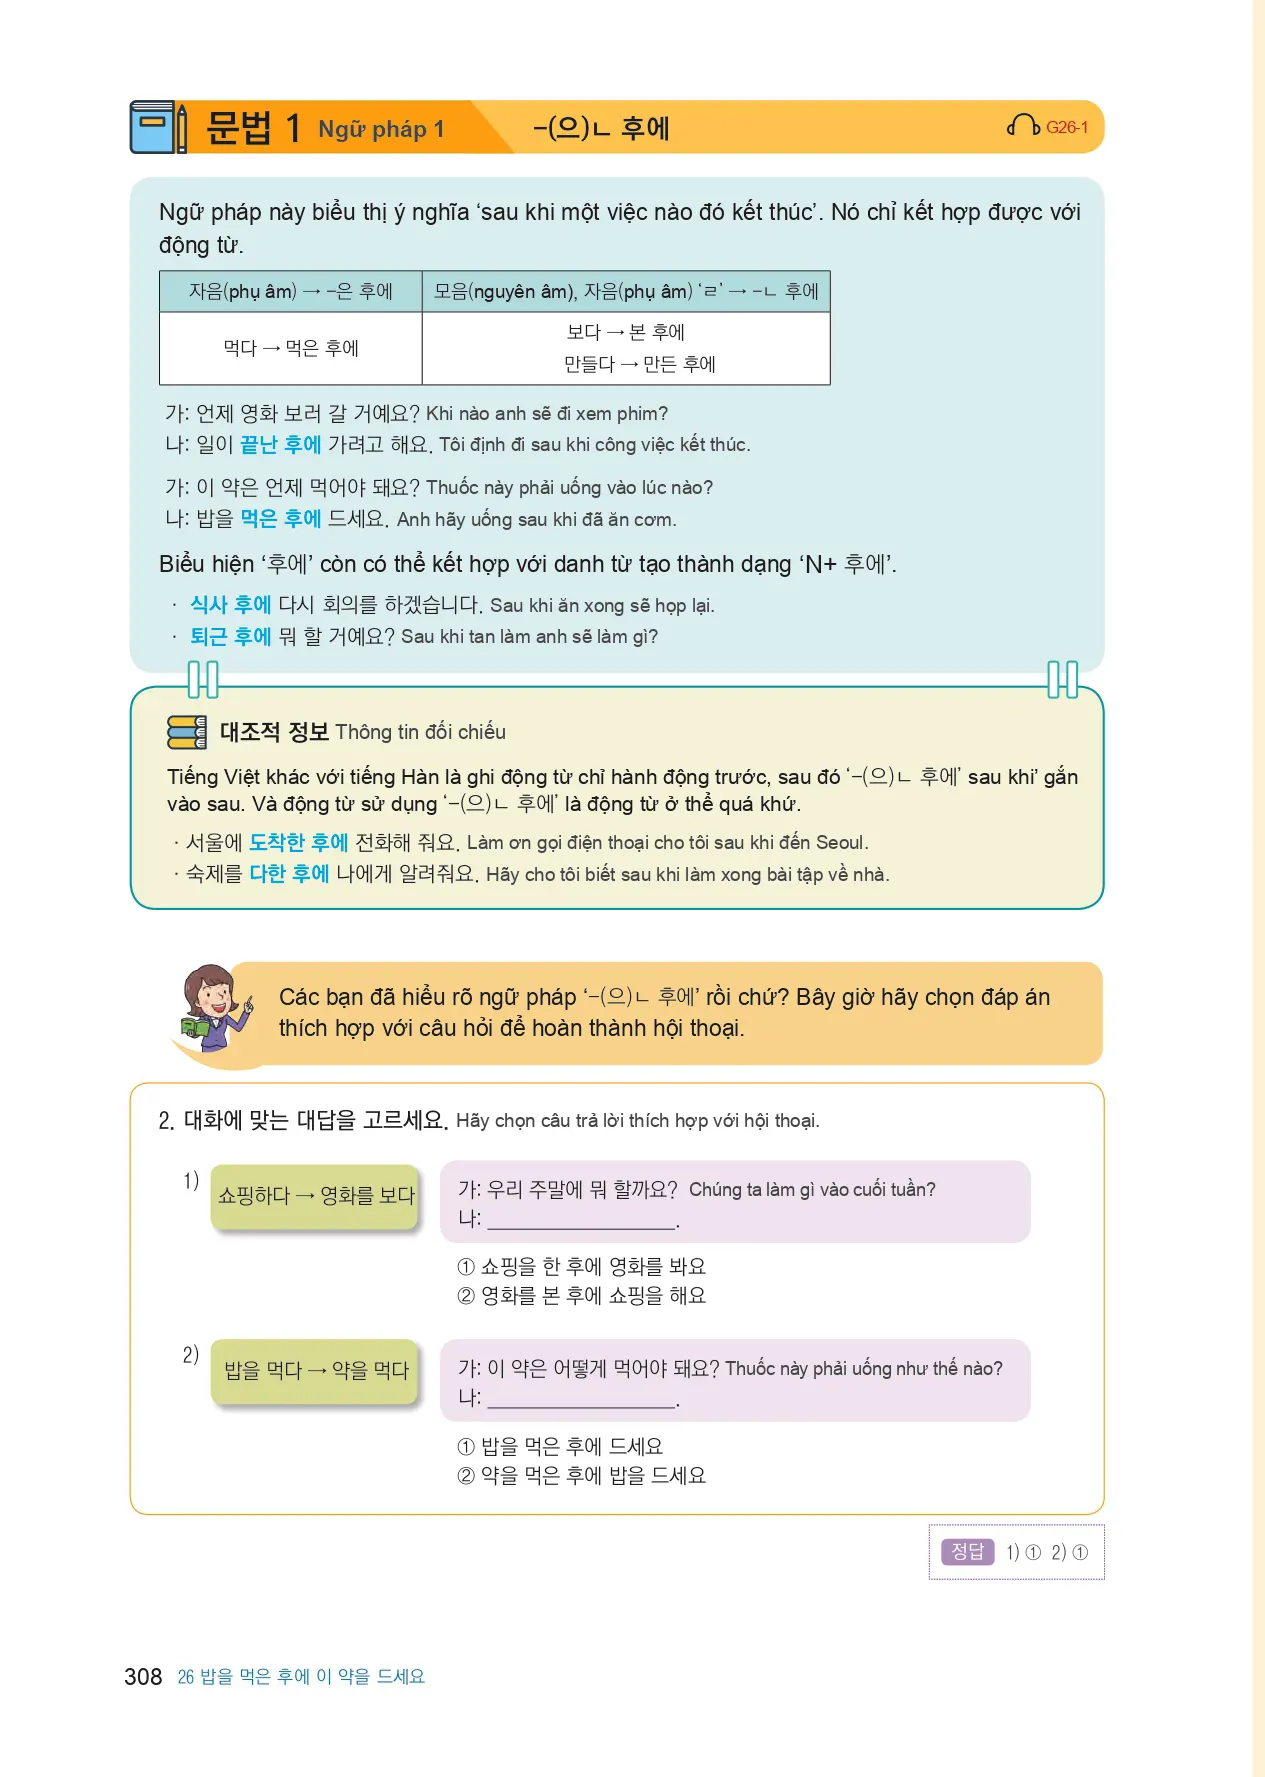 문법 1 Ngữ pháp 1 -(으)ㄴ 후에 G26-1
Ngữ pháp này biểu thị ý nghĩa ‘sau khi một việc nào đó kết thúc’. Nó chỉ kết hợp được với
động từ.
자음(phụ âm) → -은 후에 모음(nguyên âm), 자음(phụ âm) ‘ㄹ’ → -ㄴ 후에
먹다 → 먹은 후에
보다 → 본 후에
만들다 → 만든 후에
가: 언제 영화 보러 갈 거예요? Khi nào anh sẽ đi xem phim?
나: 일이 끝난 후에 가려고 해요. Tôi định đi sau khi công việc kết thúc.
가: 이 약은 언제 먹어야 돼요? Thuốc này phải uống vào lúc nào?
나: 밥을 먹은 후에 드세요. Anh hãy uống sau khi đã ăn cơm.
Biểu hiện ‘후에’ còn có thể kết hợp với danh từ tạo thành dạng ‘N+ 후에’.
· 식사 후에 다시 회의를 하겠습니다. Sau khi ăn xong sẽ họp lại.
· 퇴근 후에 뭐 할 거예요? Sau khi tan làm anh sẽ làm gì?
대조적 정보 Thông tin đối chiếu
Tiếng Việt khác với tiếng Hàn là ghi động từ chỉ hành động trước, sau đó ‘-(으)ㄴ 후에’ sau khi’ gắn
vào sau. Và động từ sử dụng ‘-(으)ㄴ 후에’ là động từ ở thể quá khứ.
· 서울에 도착한 후에 전화해 줘요. Làm ơn gọi điện thoại cho tôi sau khi đến Seoul.
· 숙제를 다한 후에 나에게 알려줘요. Hãy cho tôi biết sau khi làm xong bài tập về nhà.
Các bạn đã hiểu rõ ngữ pháp ‘-(으)ㄴ 후에’ rồi chứ? Bây giờ hãy chọn đáp án
thích hợp với câu hỏi để hoàn thành hội thoại.
2. 대화에 맞는 대답을 고르세요. Hãy chọn câu trả lời thích hợp với hội thoại.
1) 쇼핑하다 → 영화를 보다
가: 우리 주말에 뭐 할까요? Chúng ta làm gì vào cuối tuần?
나: __________________.
① 쇼핑을 한 후에 영화를 봐요
② 영화를 본 후에 쇼핑을 해요
2) 밥을 먹다 → 약을 먹다
가: 이 약은 어떻게 먹어야 돼요? Thuốc này phải uống như thế nào?
나: __________________.
① 밥을 먹은 후에 드세요
② 약을 먹은 후에 밥을 드세요
정답 1) ① 2) ①
308 26 밥을 먹은 후에 이 약을 드세요